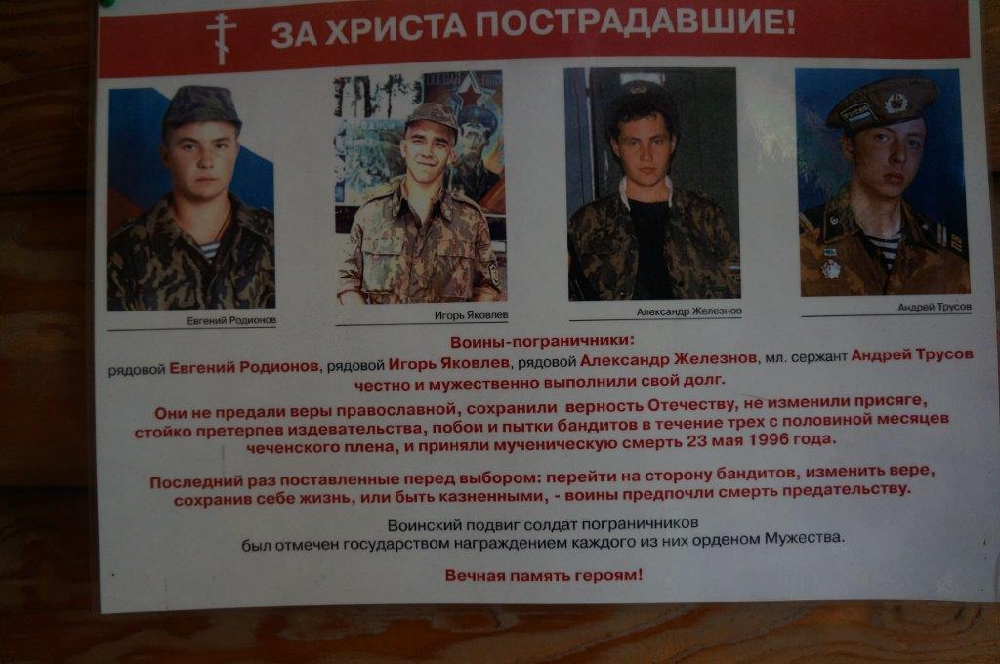 ЗА ХРИСТА ПОСТРАДАВШИЕ!
РОССИЯ
Евгений Родионов
Игорь Яковлев
Александр Железнов
Андрей Трусов
Воины-пограничники:
рядовой Евгений Родионов, рядовой Игорь Яковлев, рядовой Александр Железнов, мл. сержант Андрей Трусов
честно и мужественно выполнили свой долг.
Они не предали веры православной, сохранили верность Отечеству, не изменили присяге,
стойко претерпев издевательства, побои и пытки бандитов в течение трех с половиной месяцев
чеченского плена, и приняли мученическую смерть 23 мая 1996 года.
Последний раз поставленные перед выбором: перейти на сторону бандитов, изменить вере,
сохранив себе жизнь, или быть казненными, - воины предпочли смерть предательству.
Воинский подвиг солдат пограничников
был отмечен государством награждением каждого из них орденом Мужества.
Вечная память героям!